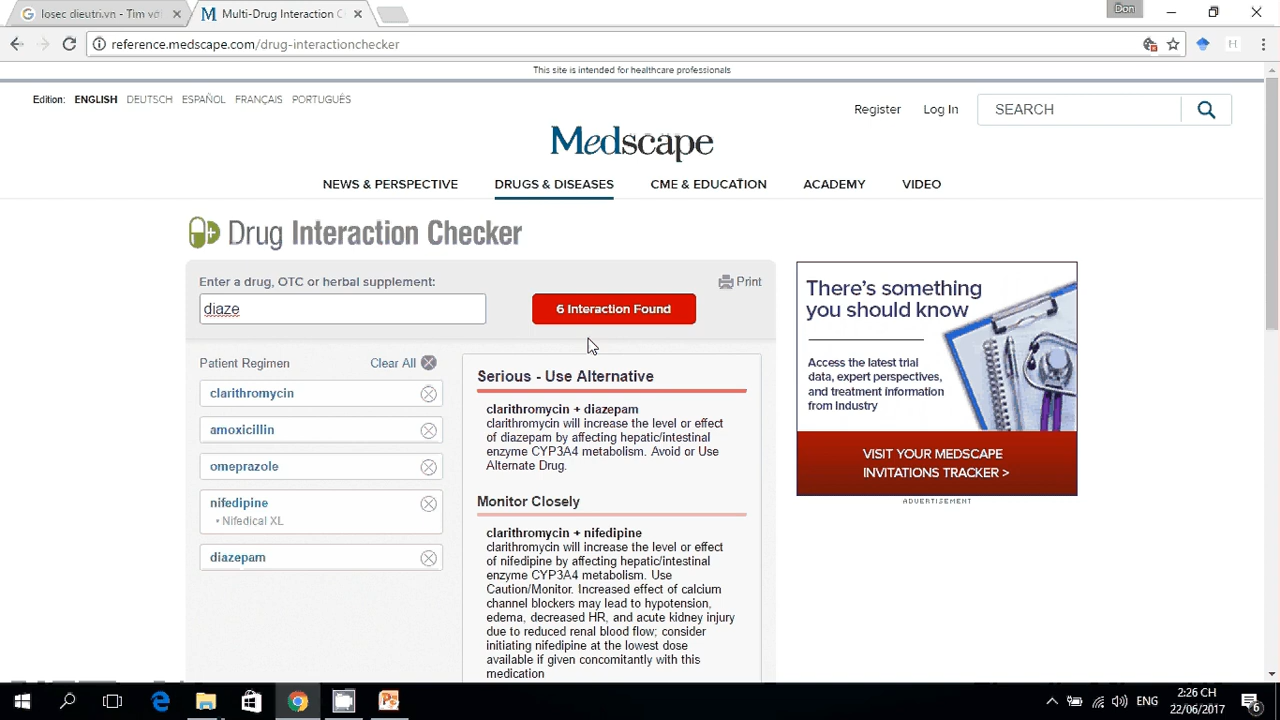 losec dieutri.vn - Tìm vớ
Multi-Drug Interaction C
Don
reference.medscape.com/drug-interactionchecker
This site is intended for healthcare professionals
Edition: ENGLISH DEUTSCH ESPAÑOL FRANÇAIS PORTUGUÊS
Register Log In SEARCH
Medscape
NEWS & PERSPECTIVE DRUGS & DISEASES CME & EDUCATION ACADEMY VIDEO
Drug Interaction Checker
Enter a drug, OTC or herbal supplement:
Print
diaze
6 Interaction Found
Patient Regimen Clear All
clarithromycin
amoxicillin
omeprazole
nifedipine
• Nifedical XL
diazepam
Serious - Use Alternative
clarithromycin + diazepam
clarithromycin will increase the level or effect
of diazepam by affecting hepatic/intestinal
enzyme CYP3A4 metabolism. Avoid or Use
Alternate Drug.
Monitor Closely
clarithromycin + nifedipine
clarithromycin will increase the level or effect
of nifedipine by affecting hepatic/intestinal
enzyme CYP3A4 metabolism. Use
Caution/Monitor. Increased effect of calcium
channel blockers may lead to hypotension,
edema, decreased HR, and acute kidney injury
due to reduced renal blood flow; consider
initiating nifedipine at the lowest dose
available if given concomitantly with this
medication
There's something
you should know
Access the latest trial
data, expert perspectives,
and treatment information
from Industry
VISIT YOUR MEDSCAPE
INVITATIONS TRACKER >
ADVERTISEMENT
ENG
2:26 CH
22/06/2017
6